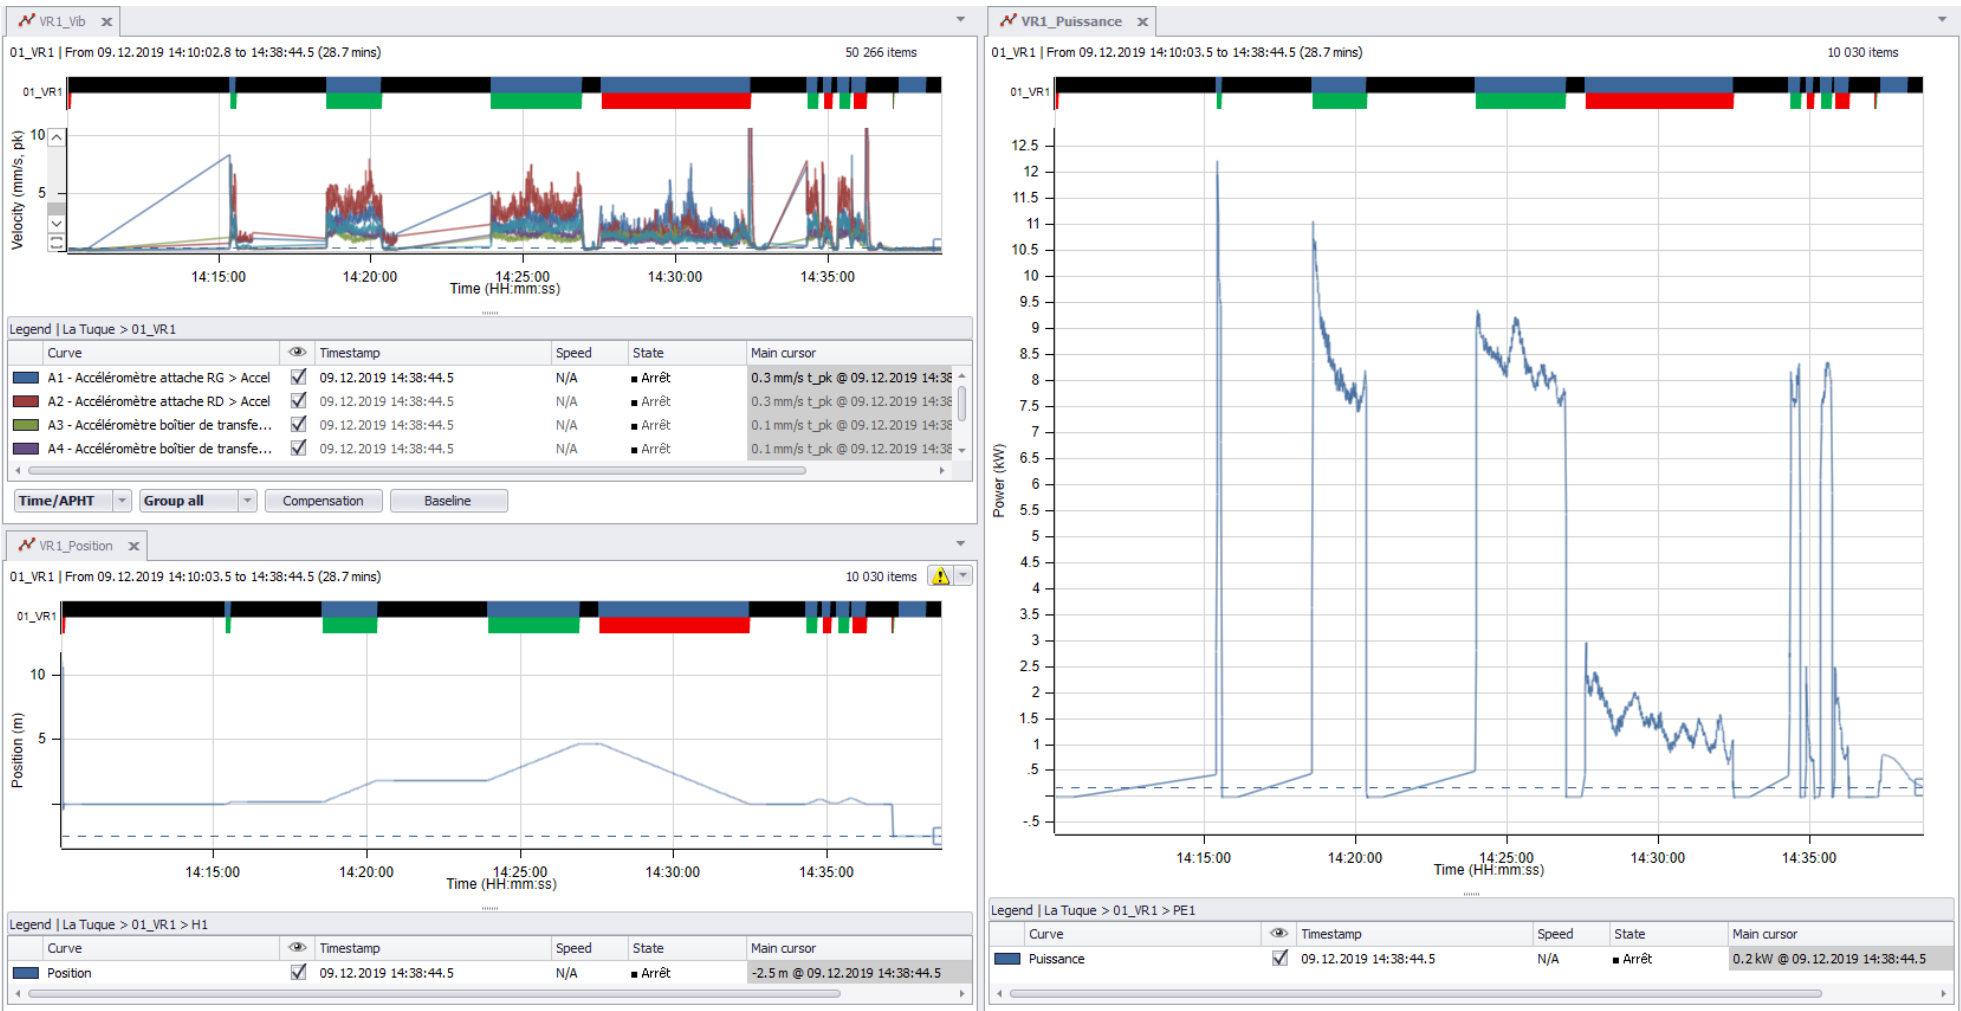 VR1_Vib
01_VR1 | From 09.12.2019 14:10:02.8 to 14:38:44.5 (28.7 mins)
50 266 items
01_VR1
Velocity (mm/s, pk)
10
5
14:15:00
14:20:00
14:25:00
14:30:00
14:35:00
Time (HH:mm:ss)
Legend | La Tuque > 01_VR1
Curve Timestamp Speed State Main cursor
A1 - Accéléromètre attache RG > Accel 09.12.2019 14:38:44.5 N/A Arrêt 0.3 mm/s t_pk @ 09.12.2019 14:38
A2 - Accéléromètre attache RD > Accel 09.12.2019 14:38:44.5 N/A Arrêt 0.3 mm/s t_pk @ 09.12.2019 14:38
A3 - Accéléromètre boîtier de transfe... 09.12.2019 14:38:44.5 N/A Arrêt 0.1 mm/s t_pk @ 09.12.2019 14:38
A4 - Accéléromètre boîtier de transfe... 09.12.2019 14:38:44.5 N/A Arrêt 0.1 mm/s t_pk @ 09.12.2019 14:38
Time/APHT Group all Compensation Baseline
VR1_Position
01_VR1 | From 09.12.2019 14:10:03.5 to 14:38:44.5 (28.7 mins)
10 030 items
01_VR1
Position (m)
10
5
14:15:00
14:20:00
14:25:00
14:30:00
14:35:00
Time (HH:mm:ss)
Legend | La Tuque > 01_VR1 > H1
Curve Timestamp Speed State Main cursor
Position 09.12.2019 14:38:44.5 N/A Arrêt -2.5 m @ 09.12.2019 14:38:44.5
VR1_Puissance
01_VR1 | From 09.12.2019 14:10:03.5 to 14:38:44.5 (28.7 mins)
10 030 items
01_VR1
Power (kW)
12.5
12
11.5
11
10.5
10
9.5
9
8.5
8
7.5
7
6.5
6
5.5
5
4.5
4
3.5
3
2.5
2
1.5
1
.5
-.5
14:15:00
14:20:00
14:25:00
14:30:00
14:35:00
Time (HH:mm:ss)
Legend | La Tuque > 01_VR1 > PE1
Curve Timestamp Speed State Main cursor
Puissance 09.12.2019 14:38:44.5 N/A Arrêt 0.2 kW @ 09.12.2019 14:38:44.5